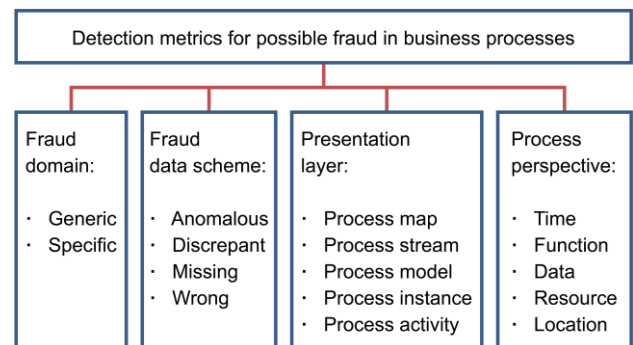 Detection metrics for possible fraud in business processes
Fraud
domain:
· Generic
· Specific
Fraud
data scheme:
· Anomalous
· Discrepant
· Missing
· Wrong
Presentation
layer:
· Process map
· Process stream
· Process model
· Process instance
· Process activity
Process
perspective:
· Time
· Function
· Data
· Resource
· Location